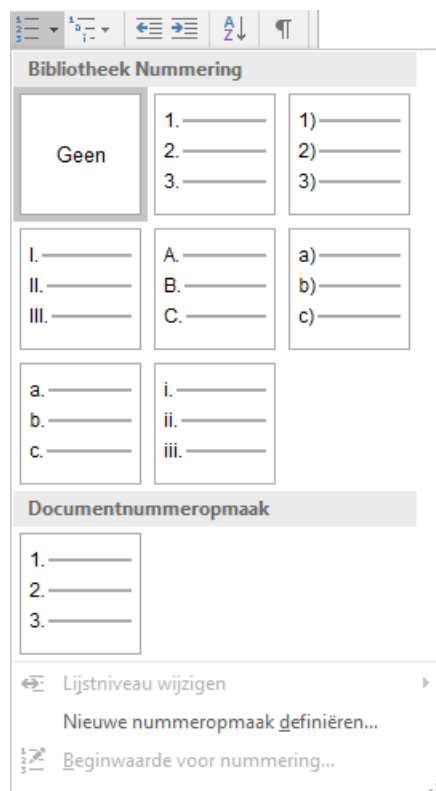 Bibliotheek Nummering
Geen
1.
2.
3.
1)
2)
3)
I.
II.
III.
A.
B.
C.
a)
b)
c)
a.
b.
c.
i.
ii.
iii.
Documentnummeropmaak
1.
2.
3.
Lijstniveau wijzigen
Nieuwe nummeropmaak definiëren...
Beginwaarde voor nummering...